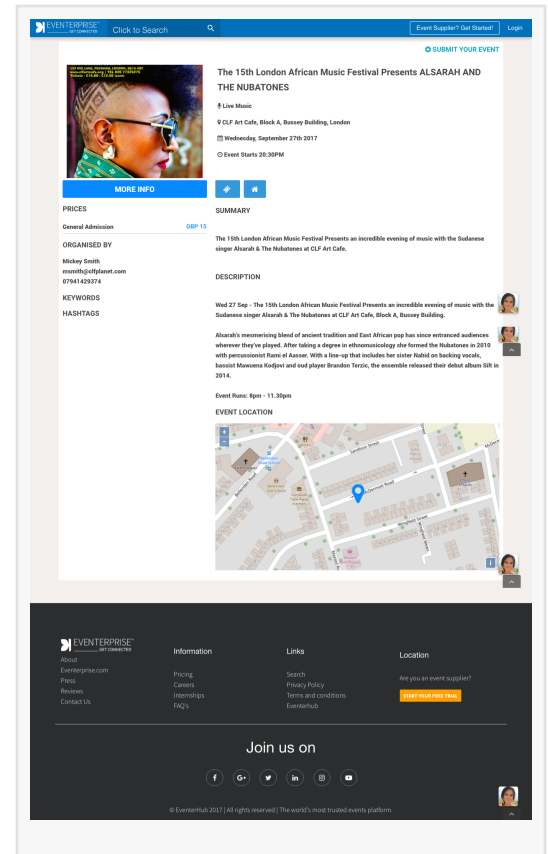 EVENTERPRISE™
GET CONNECTED
Click to Search
Event Supplier? Get Started!
Login
SUBMIT YOUR EVENT
133 RYE LANE, PECKHAM, LONDON, SE15 4ST
The 15th London African Music Festival Presents ALSARAH AND
THE NUBATONES
Live Music
CLF Art Cafe, Block A, Bussey Building, London
Wednesday, September 27th 2017
Event Starts 20:30PM
MORE INFO
PRICES
General Admission
GBP 15
ORGANISED BY
Mickey Smith
msmith@clfplanet.com
07941429374
KEYWORDS
HASHTAGS
SUMMARY
The 15th London African Music Festival Presents an incredible evening of music with the Sudanese
singer Alsarah & The Nubatones at CLF Art Cafe.
DESCRIPTION
Wed 27 Sep - The 15th London African Music Festival Presents an incredible evening of music with the
Sudanese singer Alsarah & The Nubatones at CLF Art Cafe, Block A, Bussey Building.
Alsarah's mesmerising blend of ancient tradition and East African pop has since entranced audiences
wherever they've played. After taking a degree in ethnomusicology she formed the Nubatones in 2010
with percussionist Rami el Aasser. With a line-up that includes her sister Nahid on backing vocals,
bassist Mawuena Kodjovi and oud player Brandon Terzic, the ensemble released their debut album Silt in
2014.
Event Runs: 8pm - 11.30pm
EVENT LOCATION
+
−
McDermott Road
i
EVENTERPRISE™
GET CONNECTED
About
Eventerprise.com
Press
Reviews
Contact Us
Information
Pricing
Careers
Internships
FAQ's
Links
Search
Privacy Policy
Terms and conditions
Eventerhub
Location
Are you an event supplier?
START YOUR FREE TRIAL
Join us on
© EventerHub 2017 | All rights reserved | The world's most trusted events platform.